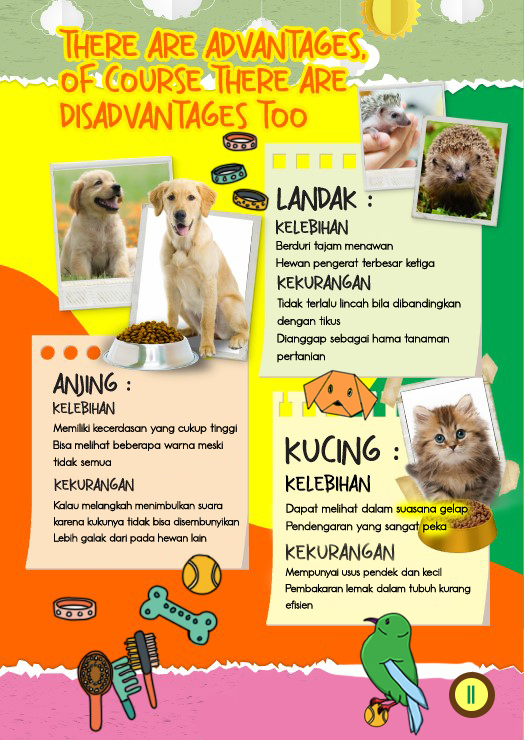 THERE ARE ADVANTAGES,
OF COURSE THERE ARE
DISADVANTAGES TOO
LANDAK :
KELEBIHAN
Berduri tajam menawan
Hewan pengerat terbesar ketiga
KEKURANGAN
Tidak terlalu lincah bila dibandingkan
dengan tikus
Dianggap sebagai hama tanaman
pertanian
ANJING :
KELEBIHAN
Memiliki kecerdasan yang cukup tinggi
Bisa melihat beberapa warna meski
tidak semua
KEKURANGAN
Kalau melangkah menimbulkan suara
karena kukunya tidak bisa disembunyikan
Lebih galak dari pada hewan lain
KUCING :
KELEBIHAN
Dapat melihat dalam suasana gelap
Pendengaran yang sangat peka
KEKURANGAN
Mempunyai usus pendek dan kecil
Pembakaran lemak dalam tubuh kurang
efisien
11